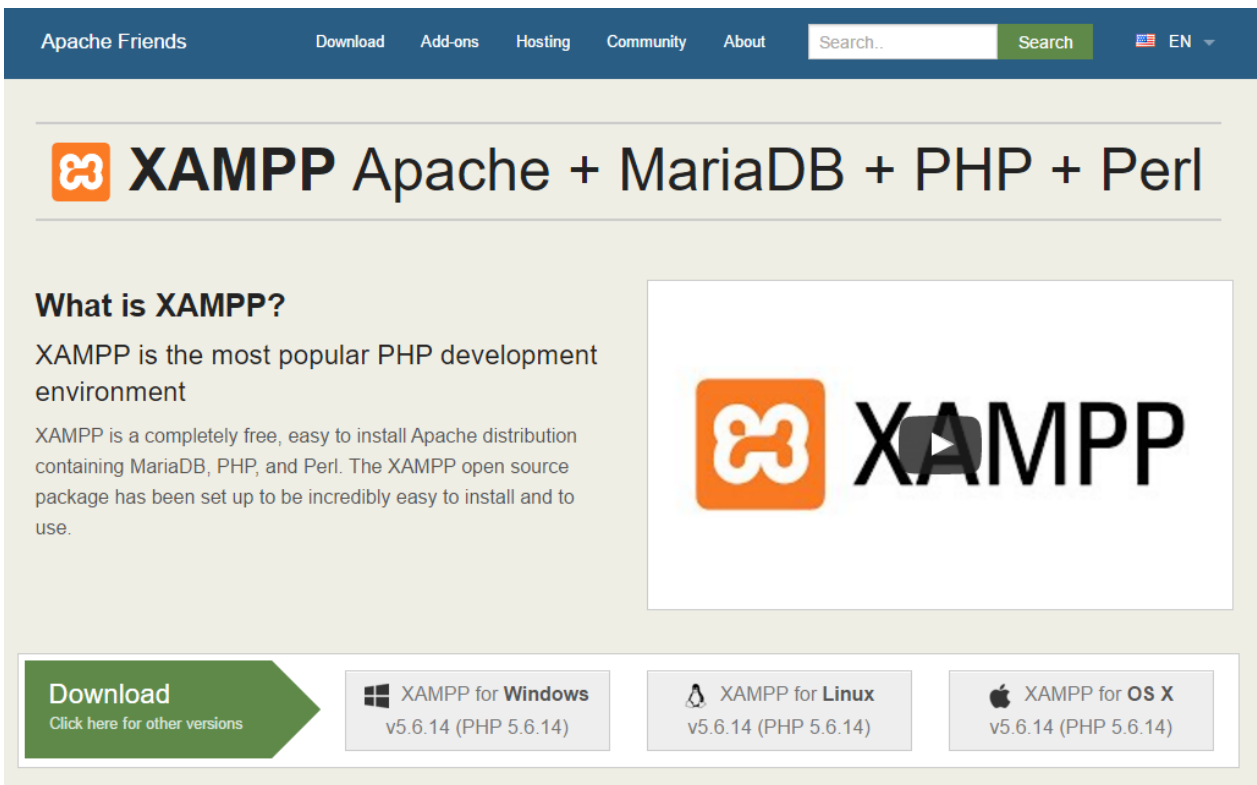 Apache Friends Download Add-ons Hosting Community About Search.. Search EN
XAMPP Apache + MariaDB + PHP + Perl
What is XAMPP?
XAMPP is the most popular PHP development
environment
XAMPP is a completely free, easy to install Apache distribution
containing MariaDB, PHP, and Perl. The XAMPP open source
package has been set up to be incredibly easy to install and to
use.
XAMPP
Download
Click here for other versions
XAMPP for Windows
v5.6.14 (PHP 5.6.14)
XAMPP for Linux
v5.6.14 (PHP 5.6.14)
XAMPP for OS X
v5.6.14 (PHP 5.6.14)